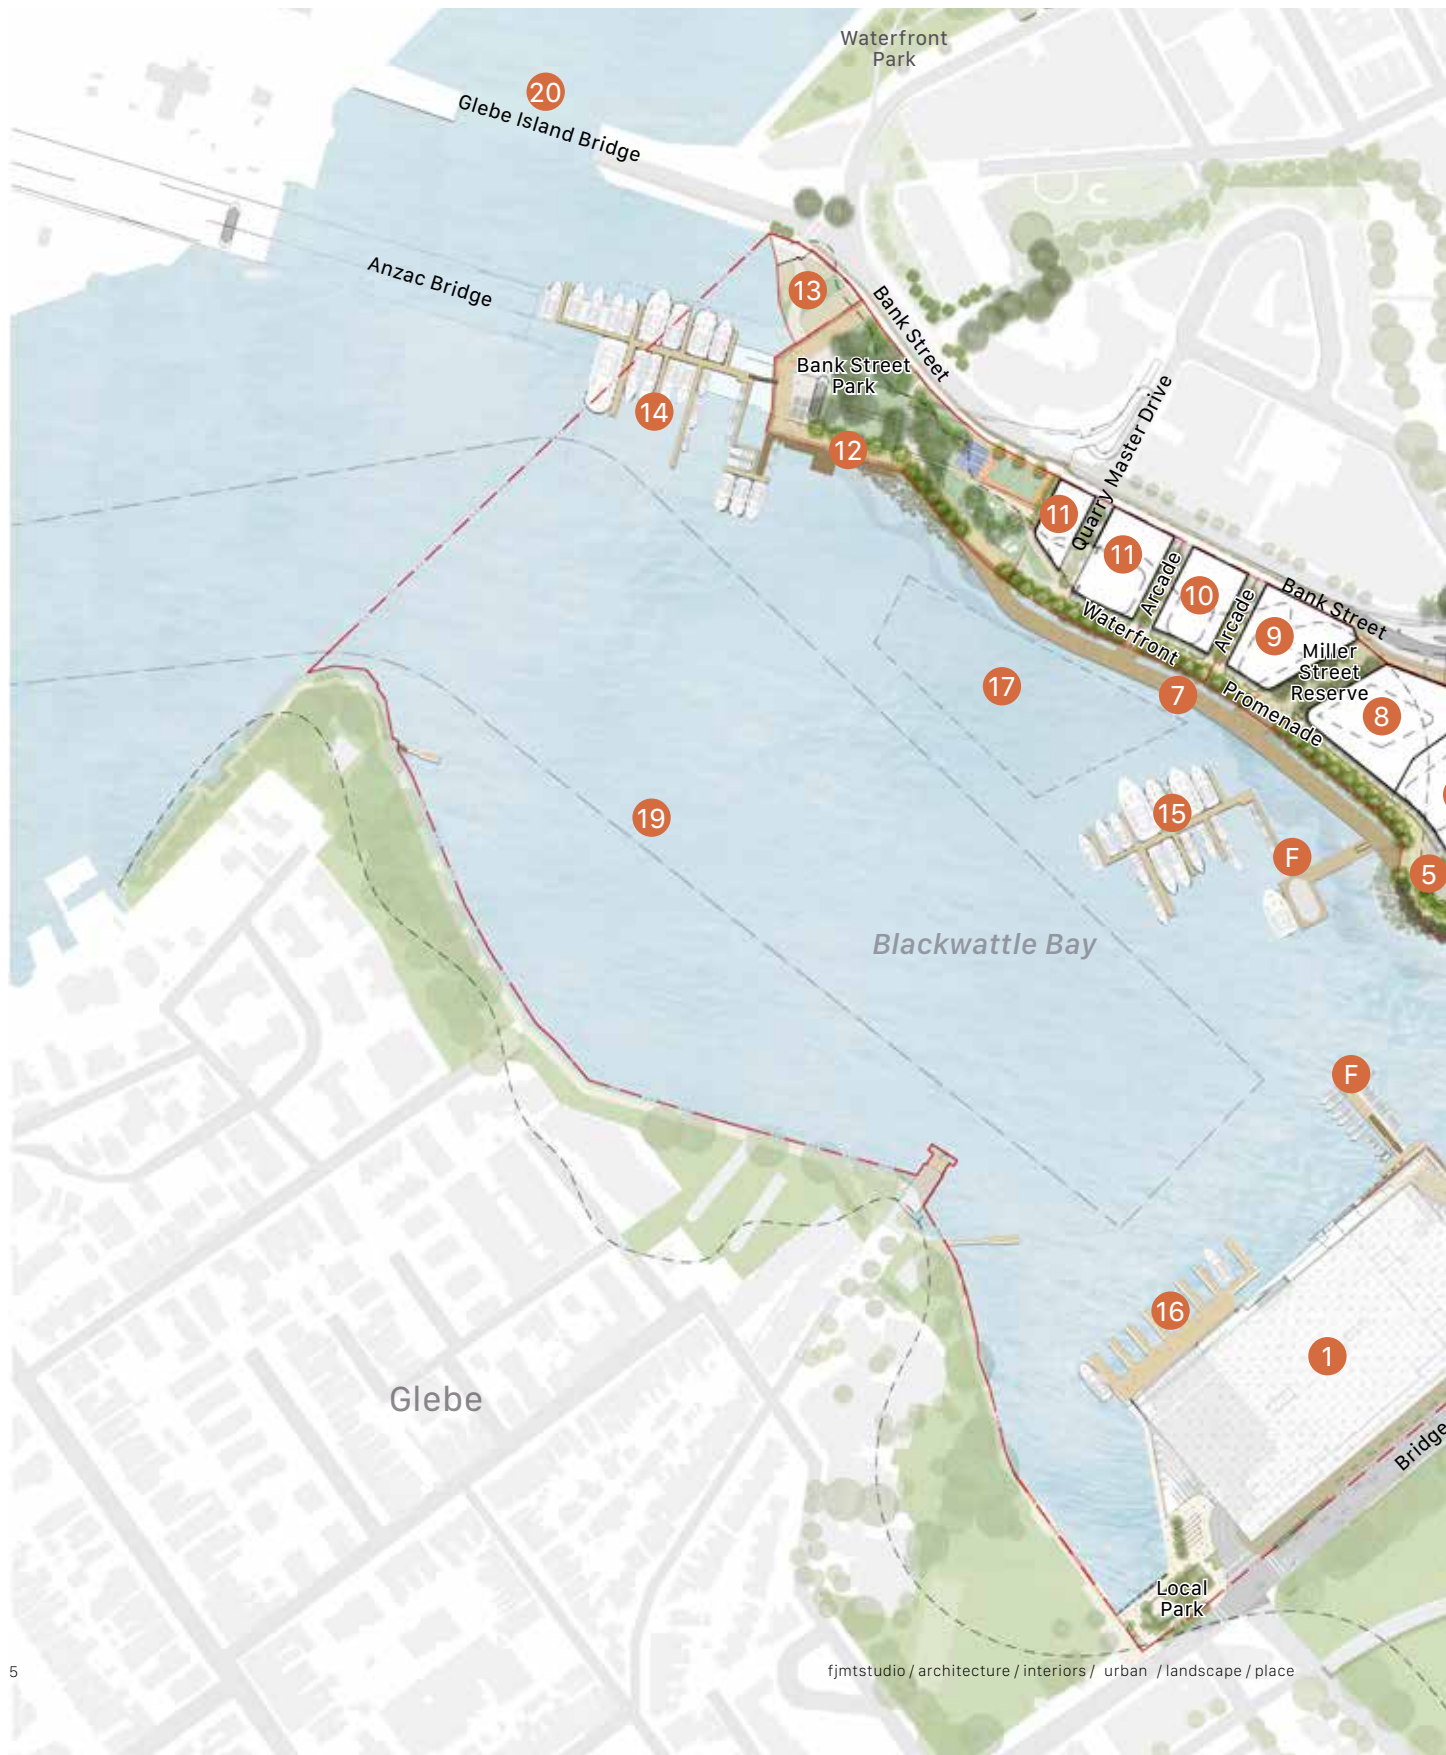 Waterfront
Park
20
Glebe Island Bridge
Anzac Bridge
13
Bank Street
Bank Street
Park
14
12
Quarry Master Drive
11
11
Arcade
10
Arcade
Bank Street
9
Miller
Street
Reserve
Waterfront
Promenade
17
7
8
15
19
F
5
Blackwattle Bay
F
16
1
Glebe
Bridge
Local
Park
5
fjmtstudio / architecture / interiors / urban / landscape / place